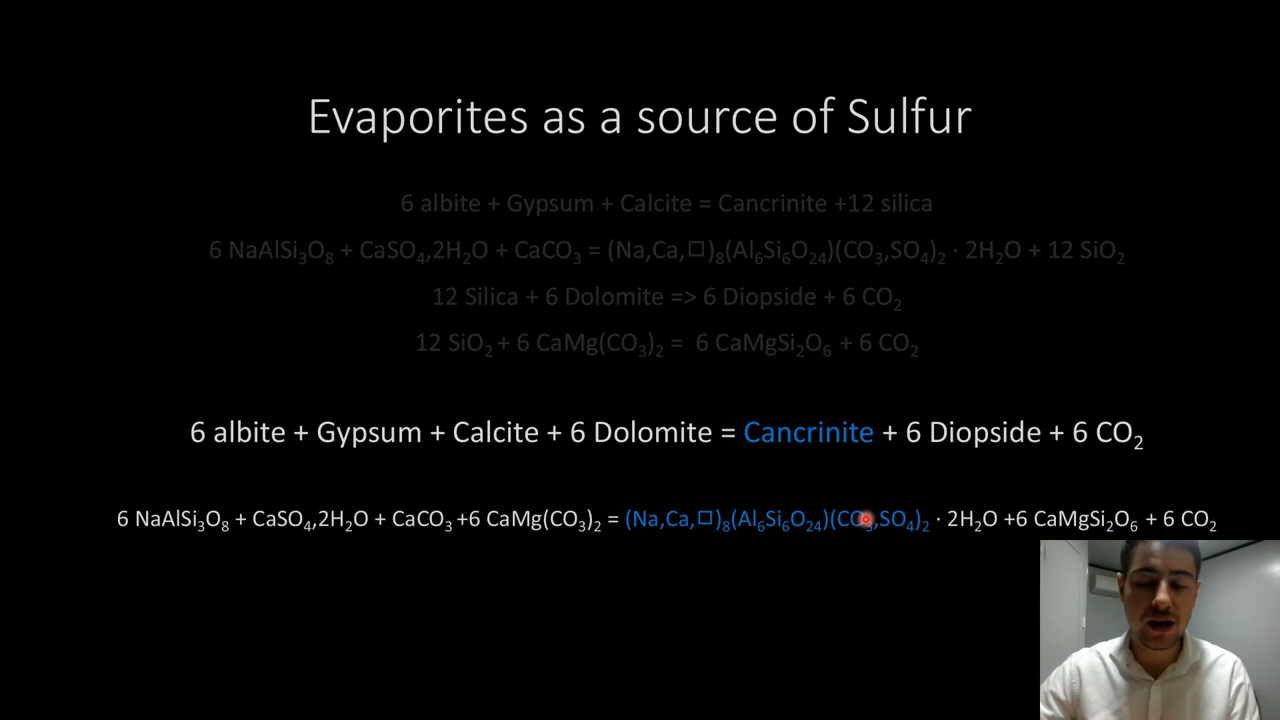 Evaporites as a source of Sulfur
6 albite + Gypsum + Calcite = Cancrinite +12 silica
6 NaAlSi₃O₈ + CaSO₄,2H₂O + CaCO₃ = (Na,Ca,□)₈(Al₆Si₆O₂₄)(CO₃,SO₄)₂ · 2H₂O + 12 SiO₂
12 Silica + 6 Dolomite => 6 Diopside + 6 CO₂
12 SiO₂ + 6 CaMg(CO₃)₂ = 6 CaMgSi₂O₆ + 6 CO₂
6 albite + Gypsum + Calcite + 6 Dolomite = Cancrinite + 6 Diopside + 6 CO₂
6 NaAlSi₃O₈ + CaSO₄,2H₂O + CaCO₃ +6 CaMg(CO₃)₂ = (Na,Ca,□)₈(Al₆Si₆O₂₄)(CO₃,SO₄)₂ · 2H₂O +6 CaMgSi₂O₆ + 6 CO₂